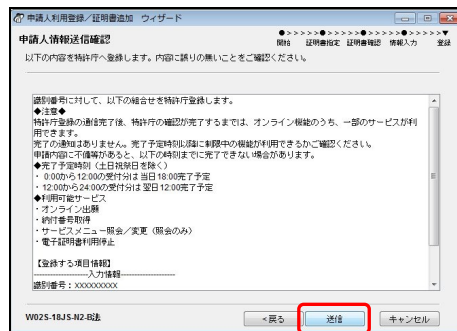 申請人利用登録／証明書追加 ウィザード
申請人情報送信確認
●>>>>>●>>>>>●>>>>>●>>>>>▼
開始 証明書指定 証明書確認 情報入力 登録
以下の内容を特許庁へ登録します。内容に誤りの無いことをご確認ください。
識別番号に対して、以下の組合せを特許庁登録します。
◆注意◆
特許庁登録の通信完了後、特許庁の確認が完了するまでは、オンライン機能のうち、一部のサービスが利
用できます。
完了の通知はありません。完了予定時刻以降に制限中の機能が利用できるかご確認ください。
申請内容に不備等があると、以下の時刻までに完了できない場合があります。
◆完了予定時刻（土日祝祭日を除く）
・ 0:00から12:00の受付分は当日18:00完了予定
・ 12:00から24:00の受付分は翌日12:00完了予定
◆利用可能サービス
・オンライン出願
・納付番号取得
・サービスメニュー照会／変更（照会のみ）
・電子証明書利用停止
【登録する項目情報】
--------------------入力情報--------------------
識別番号：XXXXXXXXX
W02S-18JS-N2-B法
<戻る
送信
キャンセル